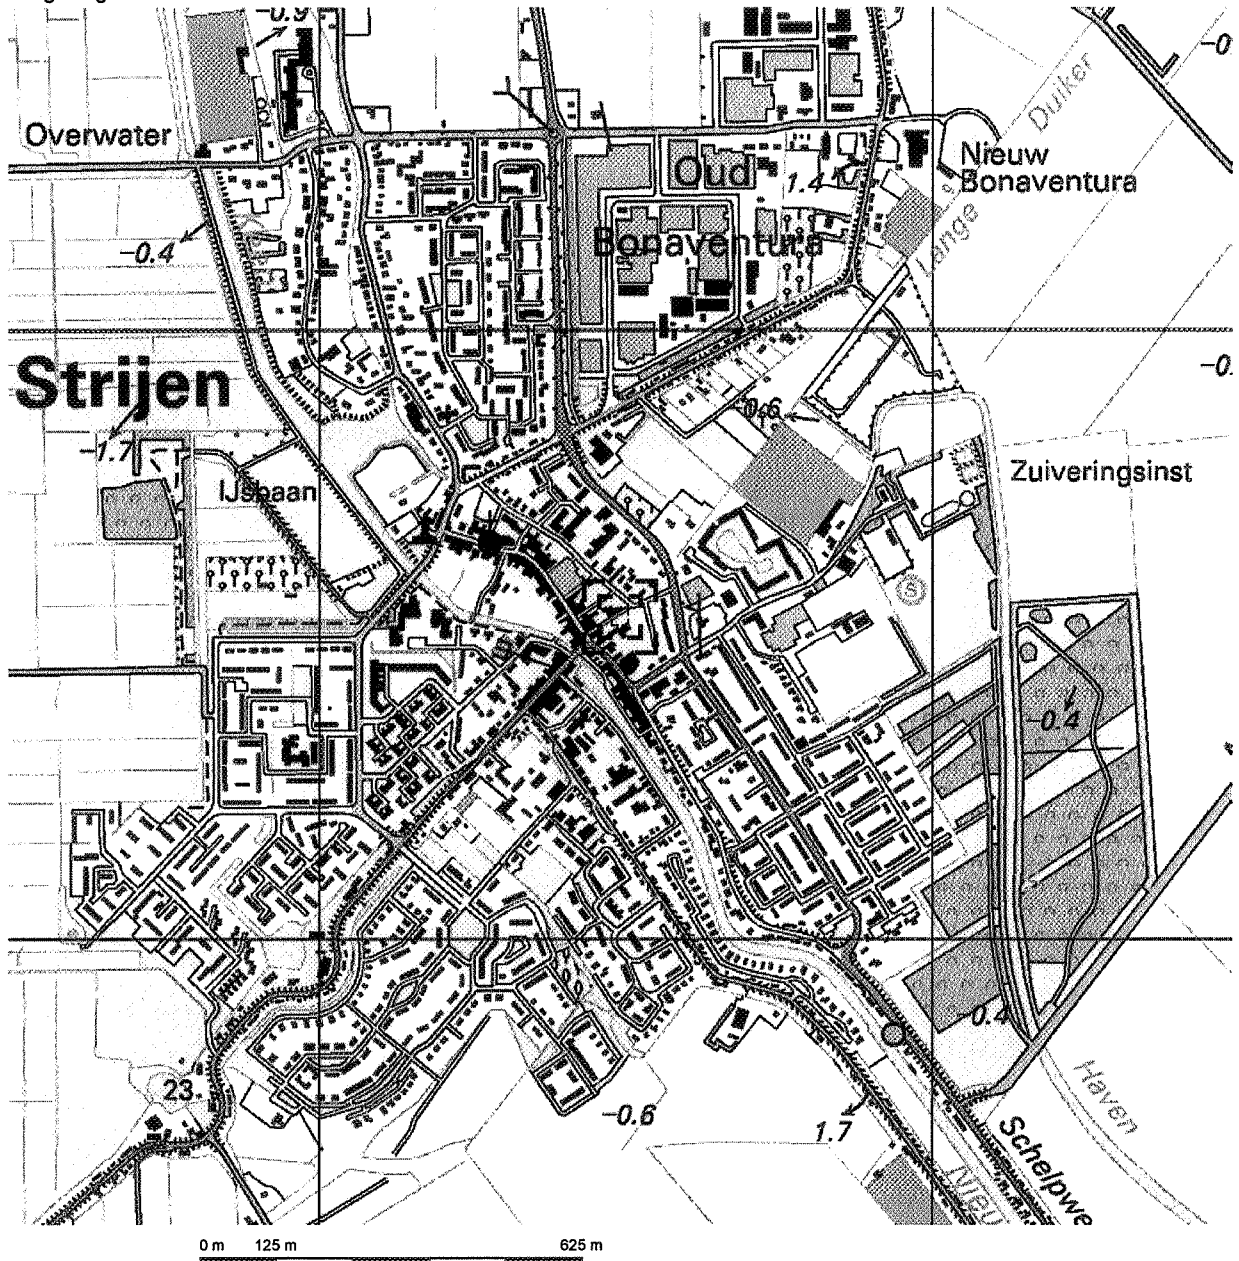 -0.9
Overwater
Duiker
Nieuw
Bonaventura
Oud
Bonaventura
1.4
Lange
-0.4
Strijen
-1.7
IJsbaan
0.6
Zuiveringsinst
S
-0.4
0.4
23
-0.6
1.7
Haven
Schelpwe
Nieu
0 m 125 m 625 m